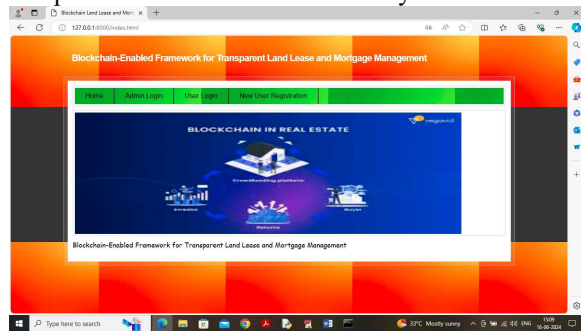 Blockchain Land Lease and Mort
127.0.0.1:8000/index.html
Blockchain-Enabled Framework for Transparent Land Lease and Mortgage Management
Home Admin Login User Login New User Registration
vegavid
BLOCKCHAIN IN REAL ESTATE
Crowdfunding platform
Investor
Buyer
Returns
Blockchain-Enabled Framework for Transparent Land Lease and Mortgage Management
Type here to search
33°C Mostly sunny
ENG
15:09
16-06-2024